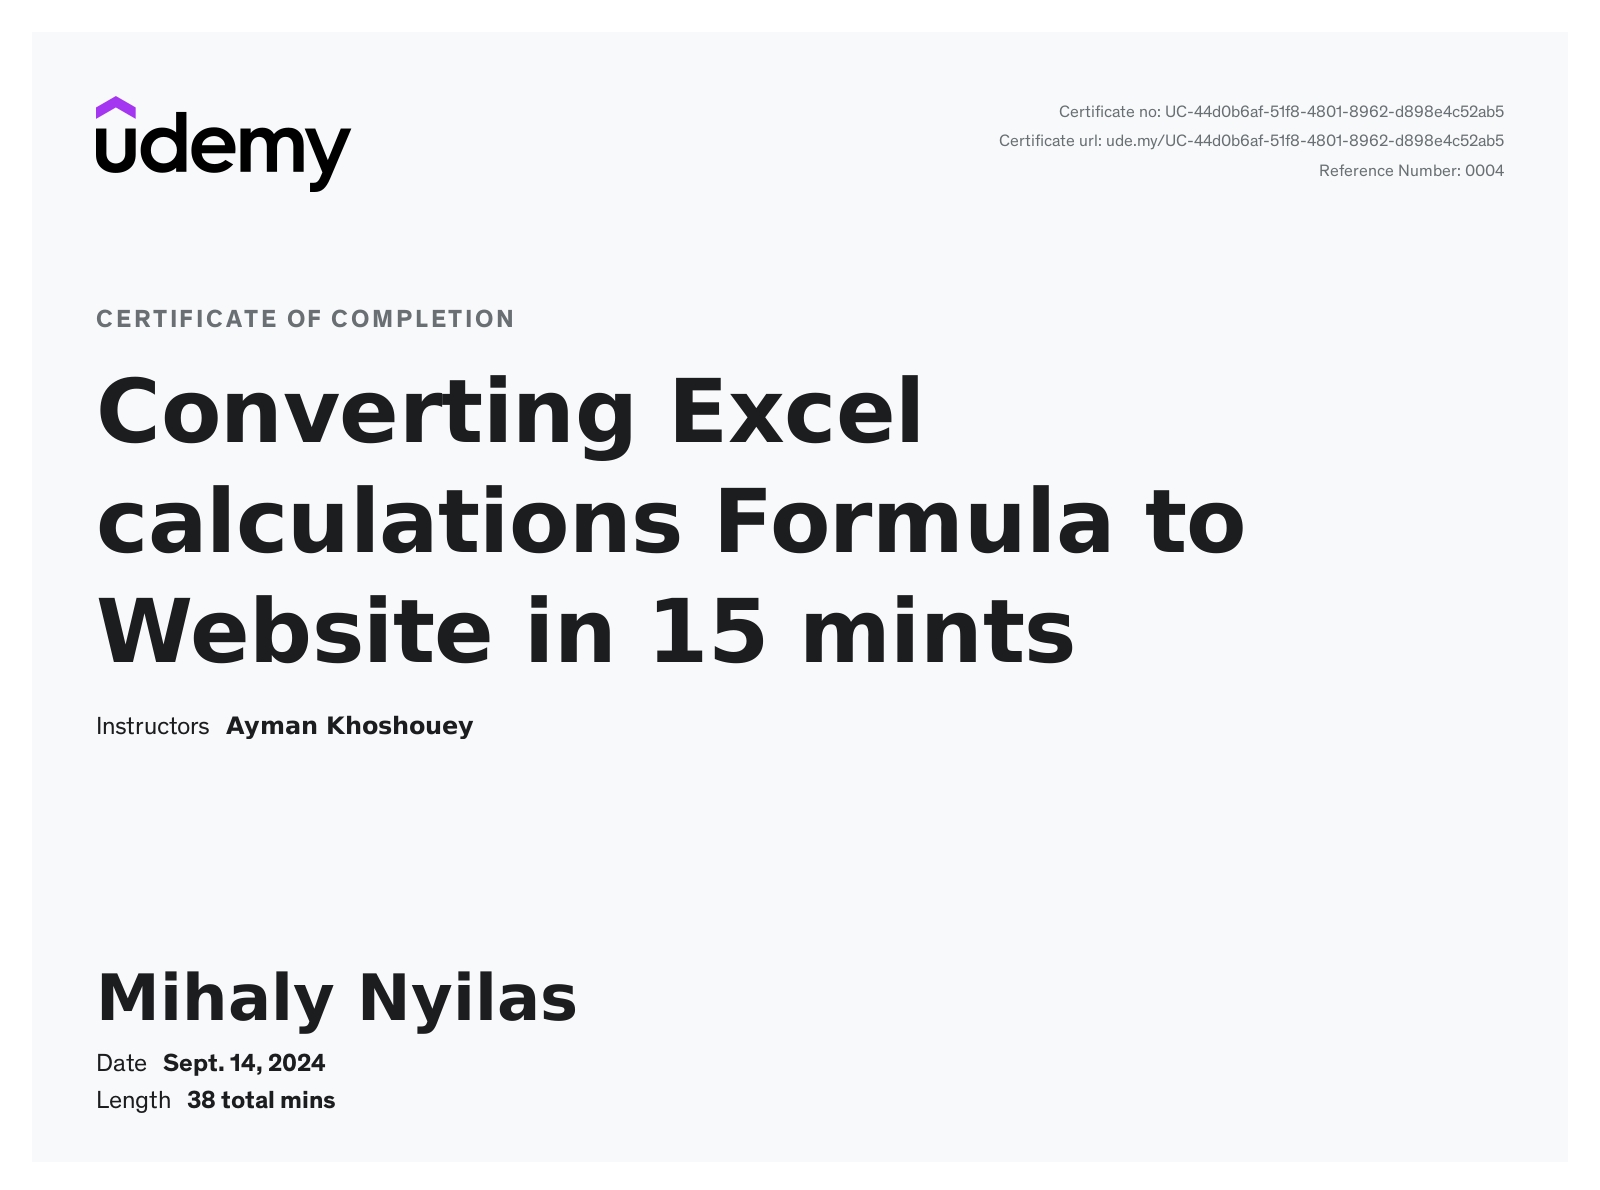 udemy
Certificate no: UC-44d0b6af-51f8-4801-8962-d898e4c52ab5
Certificate url: ude.my/UC-44d0b6af-51f8-4801-8962-d898e4c52ab5
Reference Number: 0004
CERTIFICATE OF COMPLETION
Converting Excel
calculations Formula to
Website in 15 mints
Instructors Ayman Khoshouey
Mihaly Nyilas
Date Sept. 14, 2024
Length 38 total mins